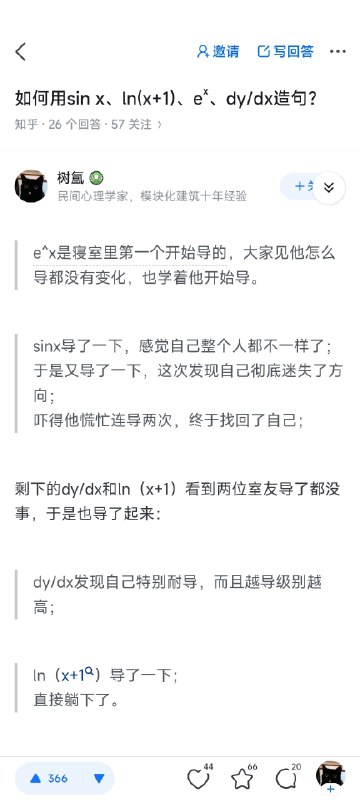 邀请
写回答
如何用sin x、ln(x+1)、e^x、dy/dx造句？
知乎 · 26 个回答 · 57 关注
树氩
民间心理学家，模块化建筑十年经验
e^x是寝室里第一个开始导的，大家见他怎么
导都没有变化，也学着他开始导。
sinx导了一下，感觉自己整个人都不一样了；
于是又导了一下，这次发现自己彻底迷失了方
向；
吓得他慌忙连导两次，终于找回了自己；
剩下的dy/dx和ln（x+1）看到两位室友导了都没
事，于是也导了起来：
dy/dx发现自己特别耐导，而且越导级别越
高；
ln（x+1）导了一下；
直接躺下了。
366
44
66
20